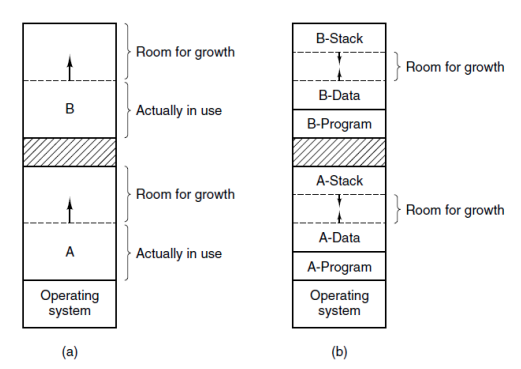 Room for growth
B
Actually in use
Room for growth
A
Actually in use
Operating
system
(a)
B-Stack
Room for growth
B-Data
B-Program
A-Stack
Room for growth
A-Data
A-Program
Operating
system
(b)